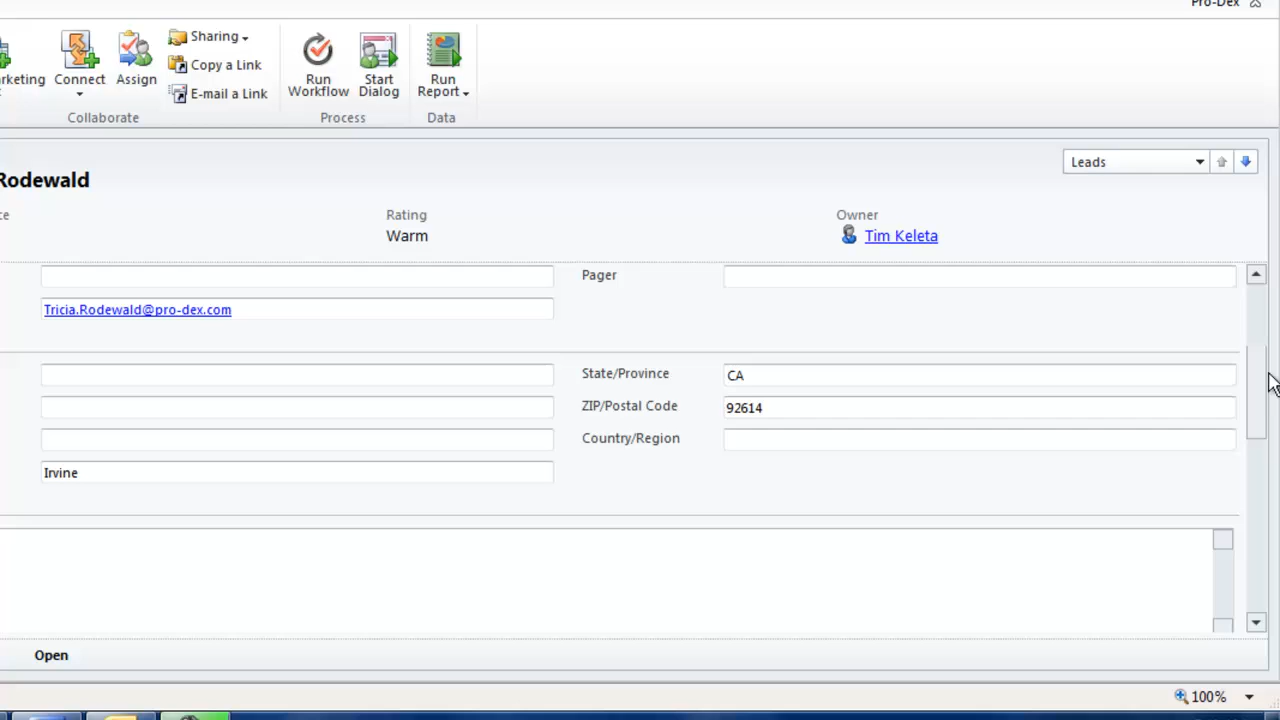 Pro-Dex
Sharing
Copy a Link
E-mail a Link
rketing
Connect
Assign
Run Workflow
Start Dialog
Run Report
Collaborate
Process
Data
Leads
Rodewald
ce
Rating
Owner
Warm
Tim Keleta
Pager
Tricia.Rodewald@pro-dex.com
State/Province
CA
ZIP/Postal Code
92614
Country/Region
Irvine
Open
100%